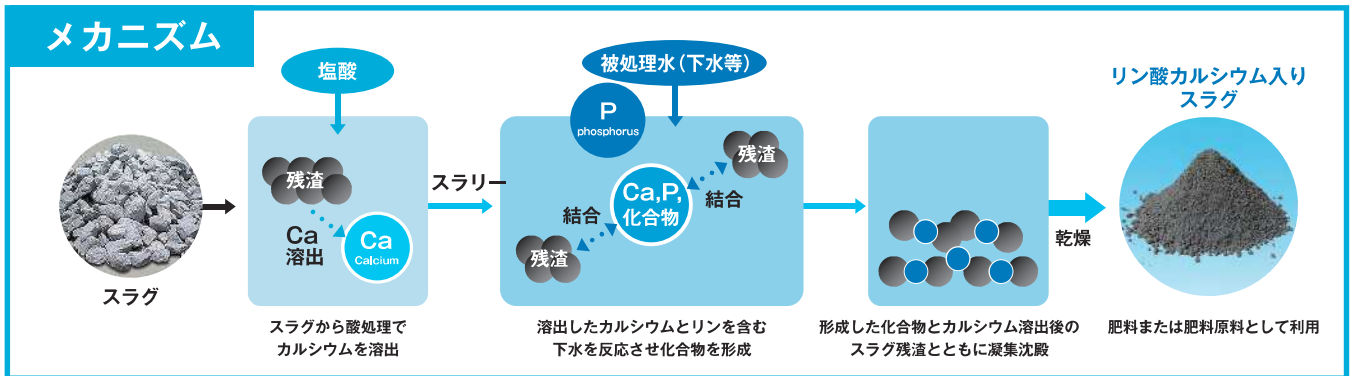 メカニズム
スラグ
塩酸
残渣
Ca
溶出
Ca
Calcium
スラグから酸処理で
カルシウムを溶出
スラリー
被処理水(下水等)
P
phosphorus
残渣
Ca,P,
化合物
結合
結合
残渣
溶出したカルシウムとリンを含む
下水を反応させ化合物を形成
形成した化合物とカルシウム溶出後の
スラグ残渣とともに凝集沈殿
乾燥
リン酸カルシウム入り
スラグ
肥料または肥料原料として利用